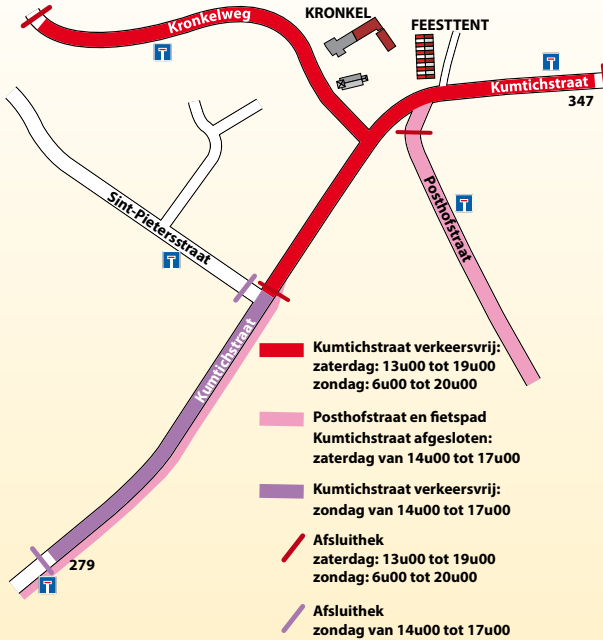 KRONKEL
Kronkelweg
FEESTTENT
Kumtichstraat
347
Posthofstraat
Sint-Pietersstraat
Kumtichstraat
279
Kumtichstraat verkeersvrij:
zaterdag: 13u00 tot 19u00
zondag: 6u00 tot 20u00
Posthofstraat en fietspad
Kumtichstraat afgesloten:
zaterdag van 14u00 tot 17u00
Kumtichstraat verkeersvrij:
zondag van 14u00 tot 17u00
Afsluithek
zaterdag: 13u00 tot 19u00
zondag: 6u00 tot 20u00
Afsluithek
zondag van 14u00 tot 17u00